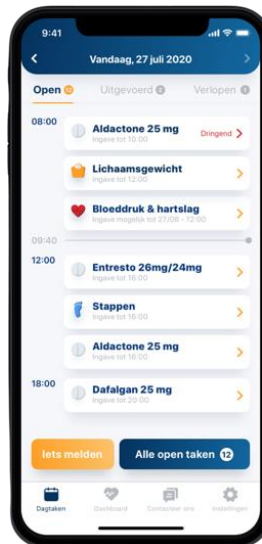 9:41
Vandaag, 27 juli 2020
Open 12
Uitgevoerd
Verlopen
08:00
Aldactone 25 mg
Ingave tot 10:00
Dringend
Lichaamsgewicht
Ingave tot 12:00
Bloeddruk & hartslag
Ingave mogelijk tot 27/08 - 12:00
09:40
12:00
Entresto 26mg/24mg
Ingave tot 16:00
Stappen
Ingave tot 16:00
Aldactone 25 mg
Ingave tot 16:00
18:00
Dafalgan 25 mg
Ingave tot 20:00
Iets melden
Alle open taken 12
Dagtaken
Dashboard
Contacteer ons
Instellingen